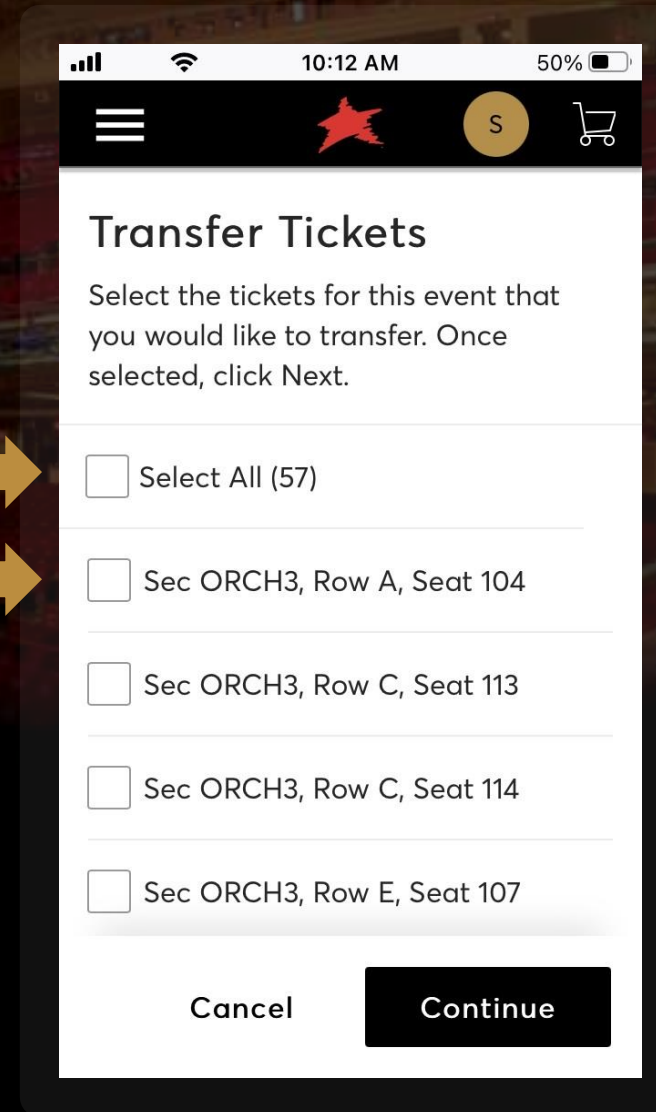 10:12 AM 50%
S
Transfer Tickets
Select the tickets for this event that
you would like to transfer. Once
selected, click Next.
Select All (57)
Sec ORCH3, Row A, Seat 104
Sec ORCH3, Row C, Seat 113
Sec ORCH3, Row C, Seat 114
Sec ORCH3, Row E, Seat 107
Cancel Continue